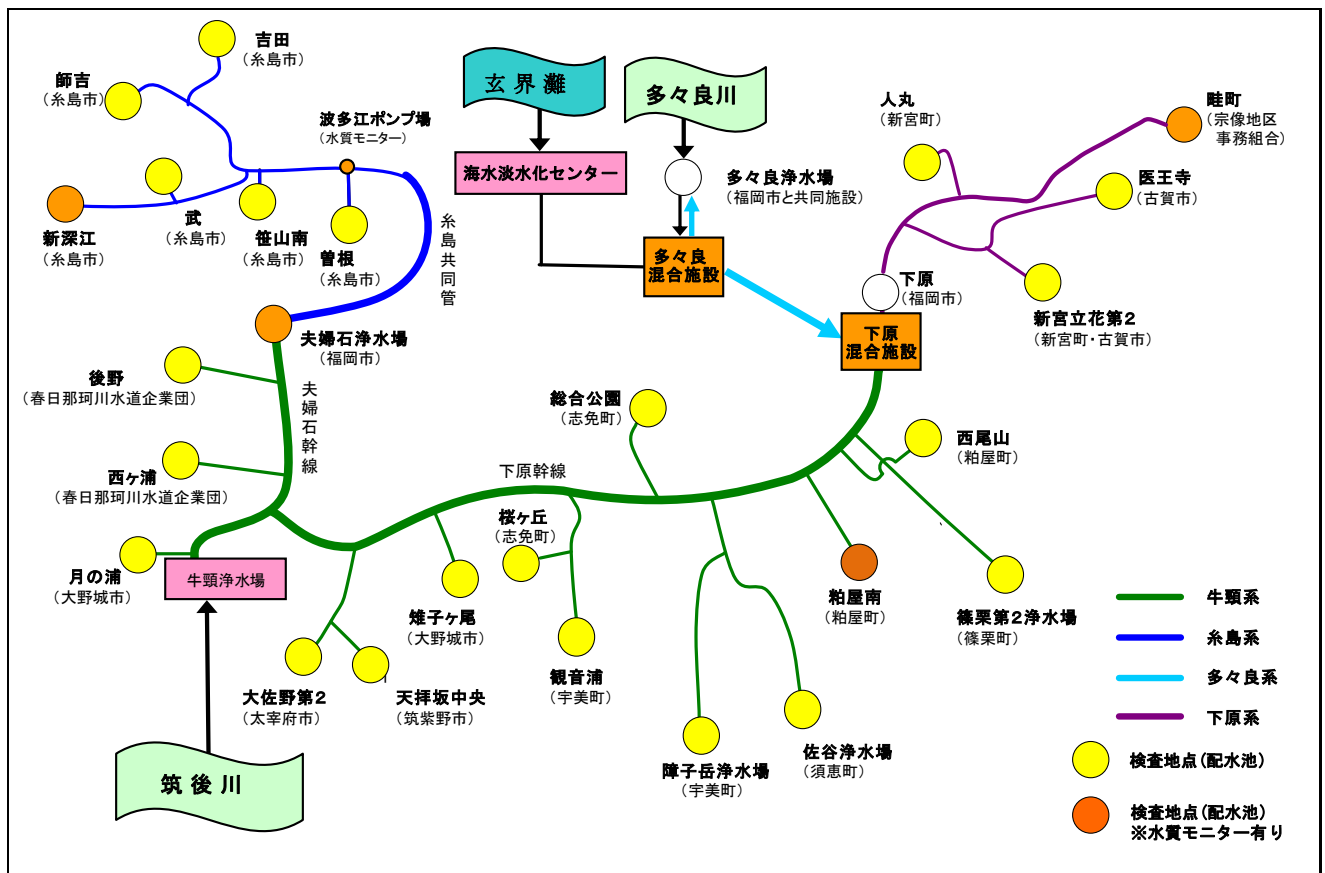 吉田
(糸島市)
師吉
(糸島市)
波多江ポンプ場
(水質モニター)
武
(糸島市)
新深江
(糸島市)
笹山南
(糸島市)
曽根
(糸島市)
糸島共同管
玄界灘
多々良川
海水淡水化センター
多々良浄水場
(福岡市と共同施設)
多々良
混合施設
人丸
(新宮町)
畦町
(宗像地区
事務組合)
医王寺
(古賀市)
下原
(福岡市)
新宮立花第2
(新宮町・古賀市)
下原
混合施設
夫婦石浄水場
(福岡市)
後野
(春日那珂川水道企業団)
夫婦石幹線
西ヶ浦
(春日那珂川水道企業団)
月の浦
(大野城市)
牛頸浄水場
総合公園
(志免町)
下原幹線
西尾山
(粕屋町)
桜ヶ丘
(志免町)
雉子ヶ尾
(大野城市)
大佐野第2
(太宰府市)
天拝坂中央
(筑紫野市)
観音浦
(宇美町)
粕屋南
(粕屋町)
篠栗第2浄水場
(篠栗町)
障子岳浄水場
(宇美町)
佐谷浄水場
(須恵町)
筑後川
牛頸系
糸島系
多々良系
下原系
検査地点(配水池)
検査地点(配水池)
※水質モニター有り